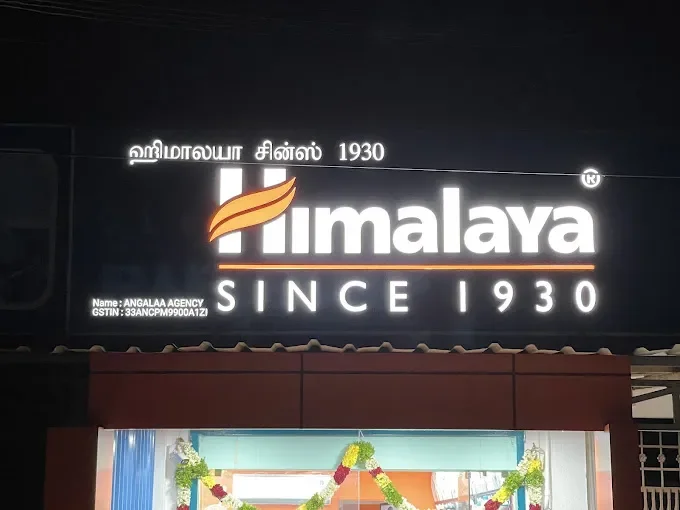 ஹிமாலயா சின்ஸ் 1930
Himalaya ®
SINCE 1930
Name : ANGALAA AGENCY
GSTIN : 33ANCPM9900A1ZI